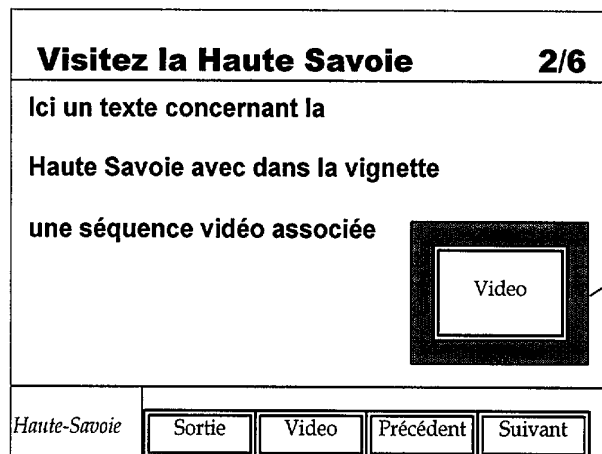 Visitez la Haute Savoie 2/6
Ici un texte concernant la
Haute Savoie avec dans la vignette
une séquence vidéo associée
Video
Haute-Savoie Sortie Video Précédent Suivant